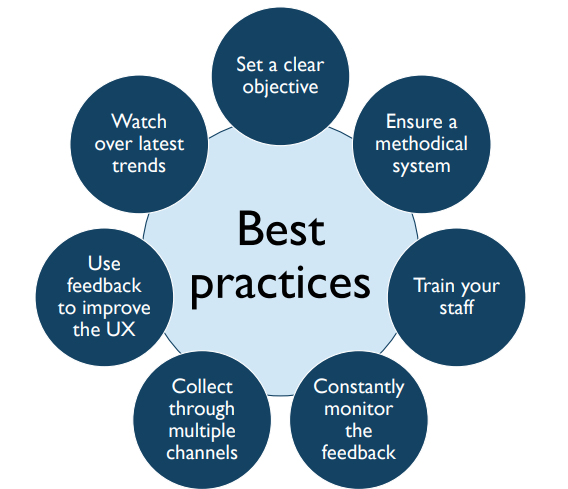 Set a clear
objective
Ensure a
methodical
system
Train your
staff
Constantly
monitor
the
feedback
Collect
through
multiple
channels
Use
feedback
to improve
the UX
Watch
over latest
trends
Best
practices